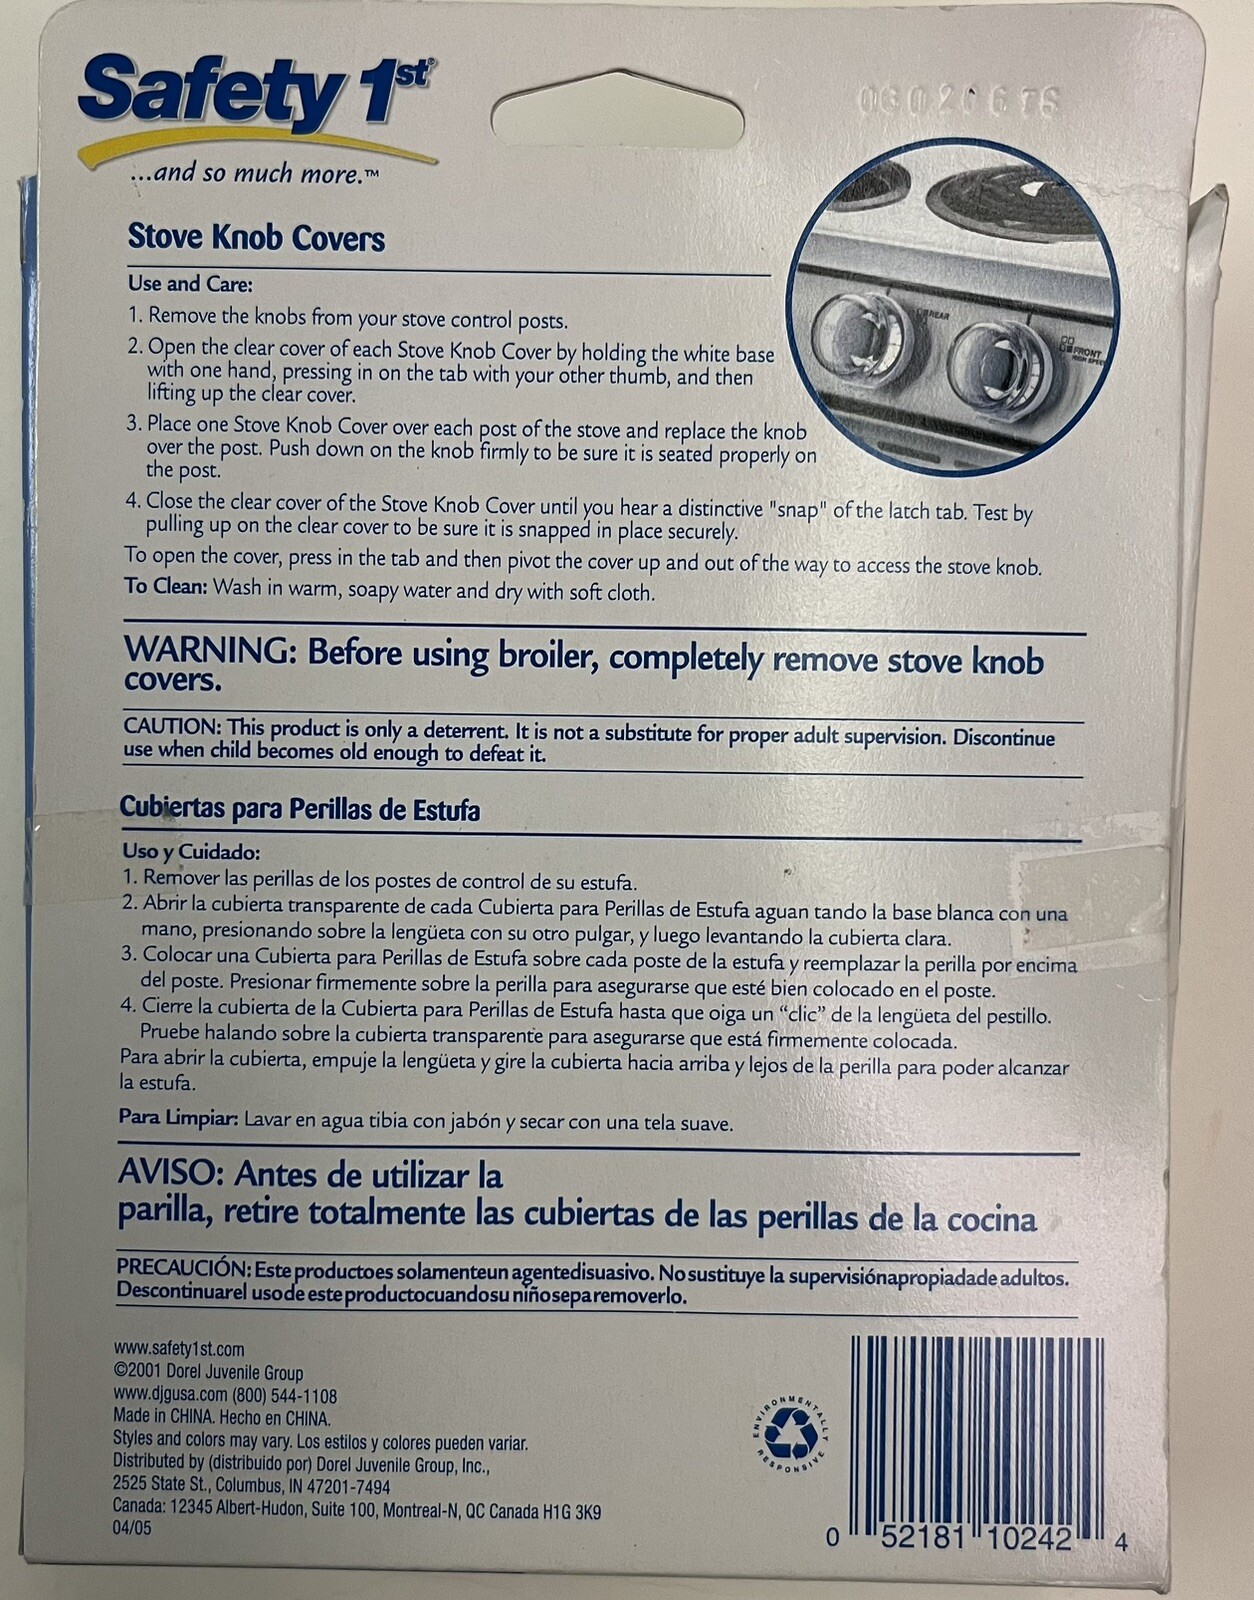 Safety 1st®
...and so much more.™
Stove Knob Covers
Use and Care:
1. Remove the knobs from your stove control posts.
2. Open the clear cover of each Stove Knob Cover by holding the white base
with one hand, pressing in on the tab with your other thumb, and then
lifting up the clear cover.
3. Place one Stove Knob Cover over each post of the stove and replace the knob
over the post. Push down on the knob firmly to be sure it is seated properly on
the post.
4. Close the clear cover of the Stove Knob Cover until you hear a distinctive "snap" of the latch tab. Test by
pulling up on the clear cover to be sure it is snapped in place securely.
To open the cover, press in the tab and then pivot the cover up and out of the way to access the stove knob.
To Clean: Wash in warm, soapy water and dry with soft cloth.
REAR
FRONT
HIGH SPEED
WARNING: Before using broiler, completely remove stove knob
covers.
CAUTION: This product is only a deterrent. It is not a substitute for proper adult supervision. Discontinue
use when child becomes old enough to defeat it.
Cubiertas para Perillas de Estufa
Uso y Cuidado:
1. Remover las perillas de los postes de control de su estufa.
2. Abrir la cubierta transparente de cada Cubierta para Perillas de Estufa aguan tando la base blanca con una
mano, presionando sobre la lengüeta con su otro pulgar, y luego levantando la cubierta clara.
3. Colocar una Cubierta para Perillas de Estufa sobre cada poste de la estufa y reemplazar la perilla por encima
del poste. Presionar firmemente sobre la perilla para asegurarse que esté bien colocado en el poste.
4. Cierre la cubierta de la Cubierta para Perillas de Estufa hasta que oiga un “clic” de la lengüeta del pestillo.
Pruebe halando sobre la cubierta transparente para asegurarse que está firmemente colocada.
Para abrir la cubierta, empuje la lengüeta y gire la cubierta hacia arriba y lejos de la perilla para poder alcanzar
la estufa.
Para Limpiar: Lavar en agua tibia con jabón y secar con una tela suave.
AVISO: Antes de utilizar la
parilla, retire totalmente las cubiertas de las perillas de la cocina
PRECAUCIÓN: Este productoes solamenteun agentedisuasivo. No sustituye la supervisiónapropiadade adultos.
Descontinuarel usode este productocuandosu niñosepa removerlo.
www.safety1st.com
©2001 Dorel Juvenile Group
www.djgusa.com (800) 544-1108
Made in CHINA. Hecho en CHINA.
Styles and colors may vary. Los estilos y colores pueden variar.
Distributed by (distribuido por) Dorel Juvenile Group, Inc.,
2525 State St., Columbus, IN 47201-7494
Canada: 12345 Albert-Hudon, Suite 100, Montreal-N, QC Canada H1G 3K9
04/05
ENVIRONMENTALLY
RESPONSIVE
0 52181 10242 4